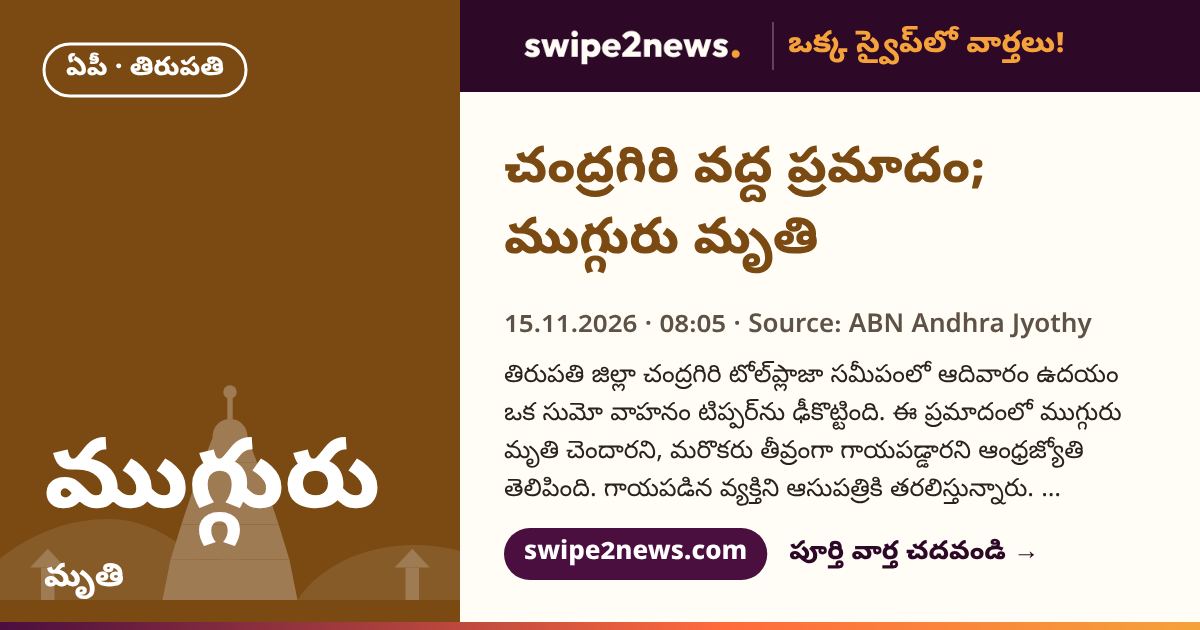 ఏపీ · తిరుపతి
ముగ్గురు
మృతి
swipe2news.
ఒక్క స్వైప్‌లో వార్తలు!
చంద్రగిరి వద్ద ప్రమాదం;
ముగ్గురు మృతి
15.11.2026 · 08:05 · Source: ABN Andhra Jyothy
తిరుపతి జిల్లా చంద్రగిరి టోల్‌ప్లాజా సమీపంలో ఆదివారం ఉదయం
ఒక సుమో వాహనం టిప్పర్‌ను ఢీకొట్టింది. ఈ ప్రమాదంలో ముగ్గురు
మృతి చెందారని, మరొకరు తీవ్రంగా గాయపడ్డారని ఆంధ్రజ్యోతి
తెలిపింది. గాయపడిన వ్యక్తిని ఆసుపత్రికి తరలిస్తున్నారు. ...
swipe2news.com
పూర్తి వార్త చదవండి →